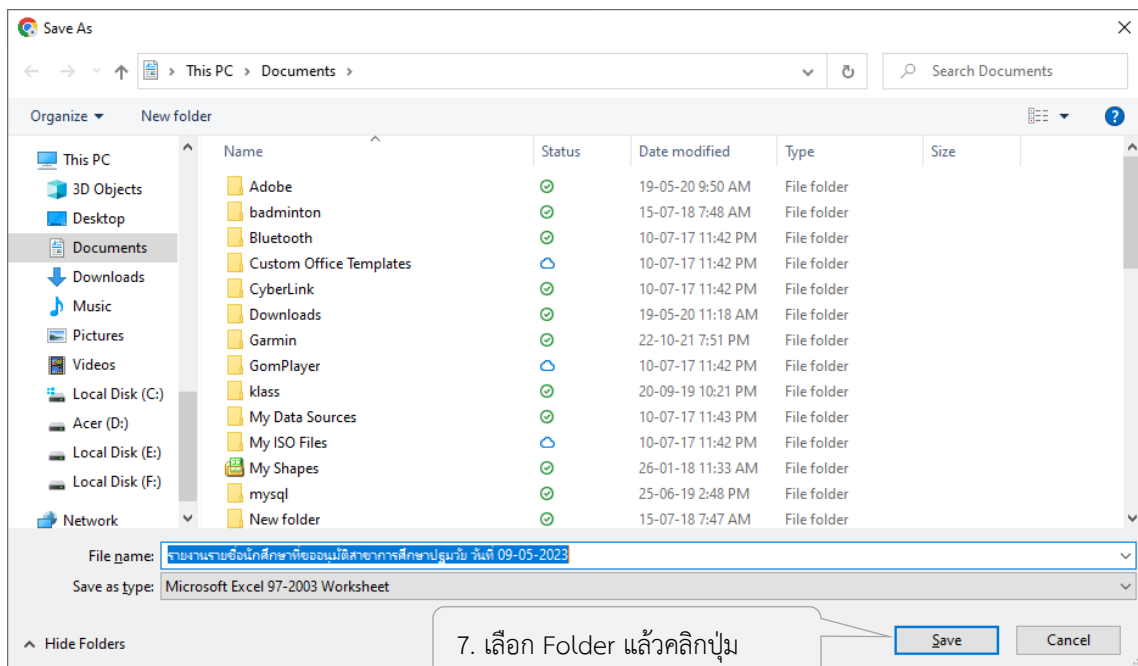 Save As
This PC > Documents >
Search Documents
Organize
New folder
Name Status Date modified Type Size
This PC
3D Objects
Desktop
Documents
Downloads
Music
Pictures
Videos
Local Disk (C:)
Acer (D:)
Local Disk (E:)
Local Disk (F:)
Network
Adobe 19-05-20 9:50 AM File folder
badminton 15-07-18 7:48 AM File folder
Bluetooth 10-07-17 11:42 PM File folder
Custom Office Templates 10-07-17 11:42 PM File folder
CyberLink 10-07-17 11:42 PM File folder
Downloads 19-05-20 11:18 AM File folder
Garmin 22-10-21 7:51 PM File folder
GomPlayer 10-07-17 11:42 PM File folder
klass 20-09-19 10:21 PM File folder
My Data Sources 10-07-17 11:43 PM File folder
My ISO Files 10-07-17 11:42 PM File folder
My Shapes 26-01-18 11:33 AM File folder
mysql 25-06-19 2:48 PM File folder
New folder 15-07-18 7:47 AM File folder
File name: รายงานรายชื่อนักศึกษาที่ขออนุมัติสาขาการศึกษาปฐมวัย วันที่ 09-05-2023
Save as type: Microsoft Excel 97-2003 Worksheet
Hide Folders
7. เลือก Folder แล้วคลิกปุ่ม
Save
Cancel